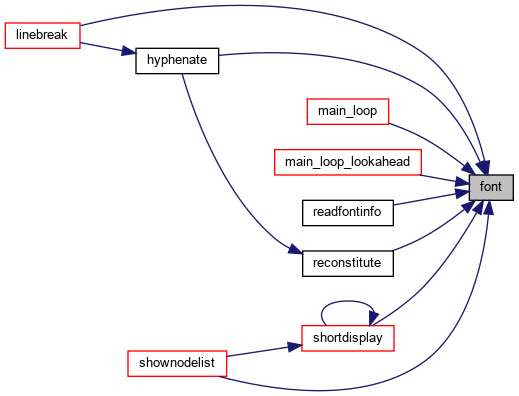 linebreak
hyphenate
main_loop
main_loop_lookahead
font
readfontinfo
reconstitute
shortdisplay
shownodelist